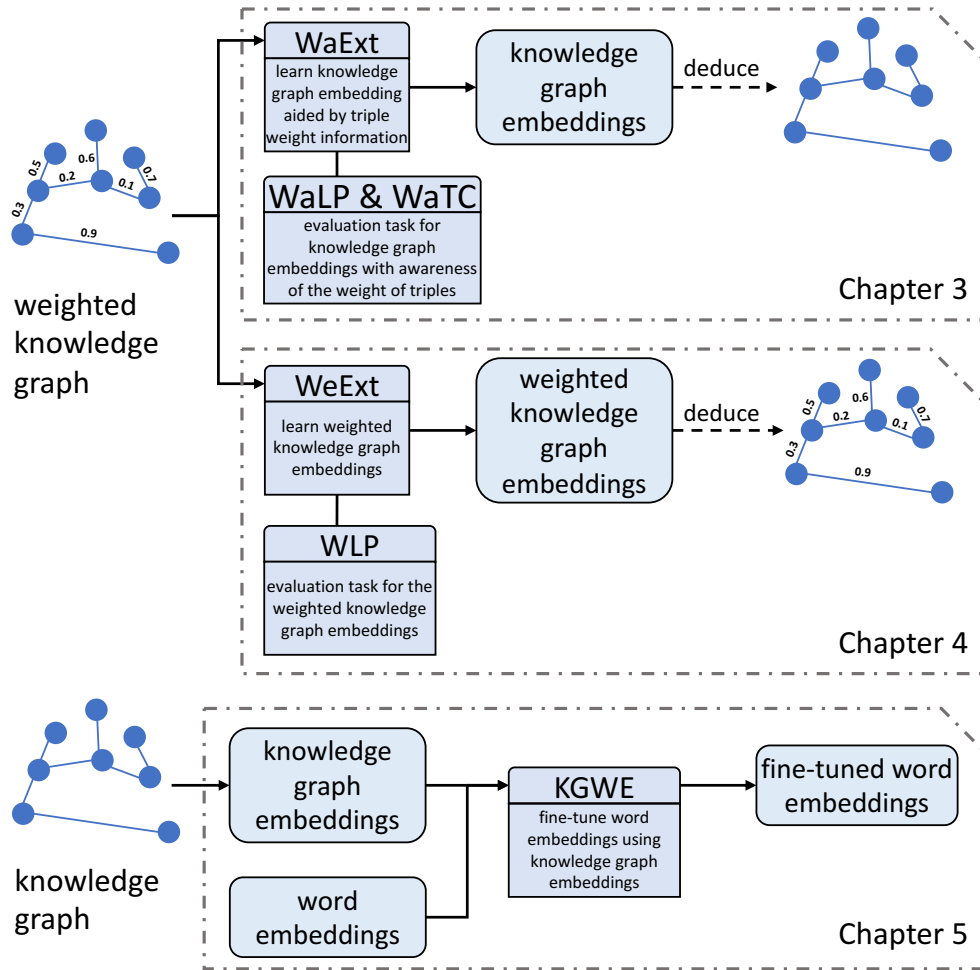 WaExt
learn knowledge
graph embedding
aided by triple
weight information
knowledge
graph
embeddings
deduce
WaLP & WaTC
evaluation task for
knowledge graph
embeddings with awareness
of the weight of triples
Chapter 3
0.5
0.6
0.7
0.2
0.1
0.3
0.9
weighted
knowledge
graph
WeExt
learn weighted
knowledge graph
embeddings
weighted
knowledge
graph
embeddings
deduce
0.5
0.6
0.7
0.2
0.1
0.3
0.9
WLP
evaluation task for the
weighted knowledge
graph embeddings
Chapter 4
knowledge
graph
knowledge
graph
embeddings
word
embeddings
KGWE
fine-tune word
embeddings using
knowledge graph
embeddings
fine-tuned word
embeddings
Chapter 5